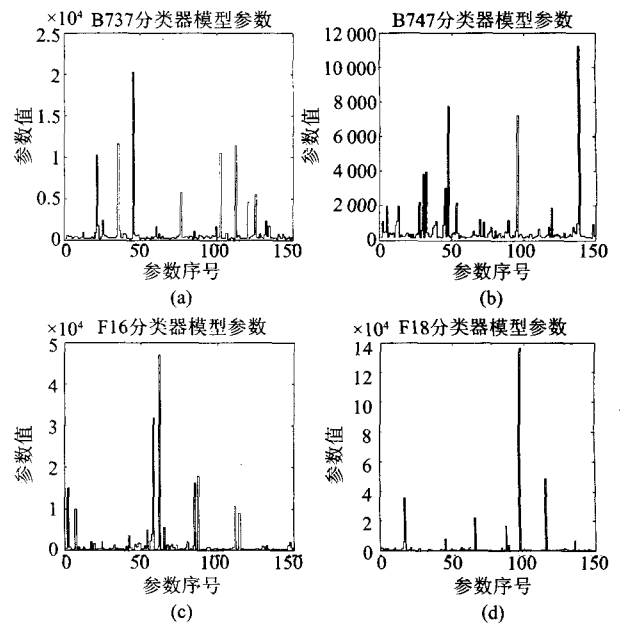 ×10⁴ B737分类器模型参数
2.5
2
1.5
1
0.5
0
0 50 100 150
参数值
参数序号
(a)
B747分类器模型参数
12 000
10 000
8 000
6 000
4 000
2 000
0
0 50 100 150
参数值
参数序号
(b)
×10⁴ F16分类器模型参数
5
4
3
2
1
0
0 50 100 150
参数值
参数序号
(c)
×10⁴ F18分类器模型参数
14
12
10
8
6
4
2
0
0 50 100 150
参数值
参数序号
(d)